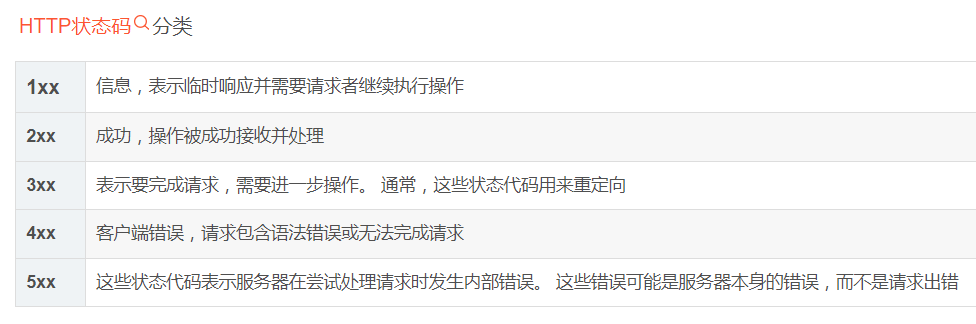 HTTP状态码分类
1xx 信息，表示临时响应并需要请求者继续执行操作
2xx 成功，操作被成功接收并处理
3xx 表示要完成请求，需要进一步操作。 通常，这些状态代码用来重定向
4xx 客户端错误，请求包含语法错误或无法完成请求
5xx 这些状态代码表示服务器在尝试处理请求时发生内部错误。 这些错误可能是服务器本身的错误，而不是请求出错